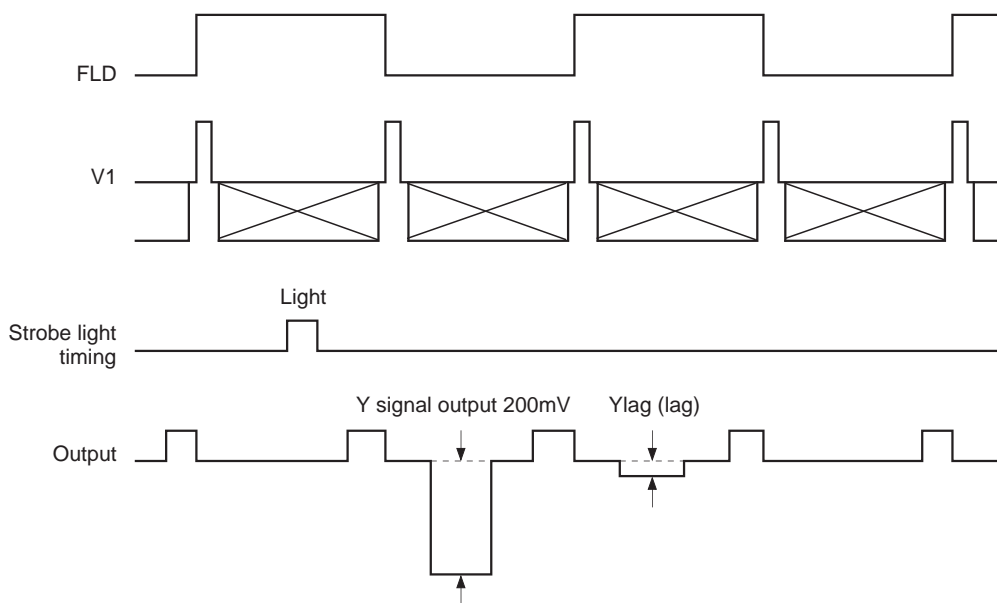 FLD
V1
Light
Strobe light
timing
Y signal output 200mV
Ylag (lag)
Output